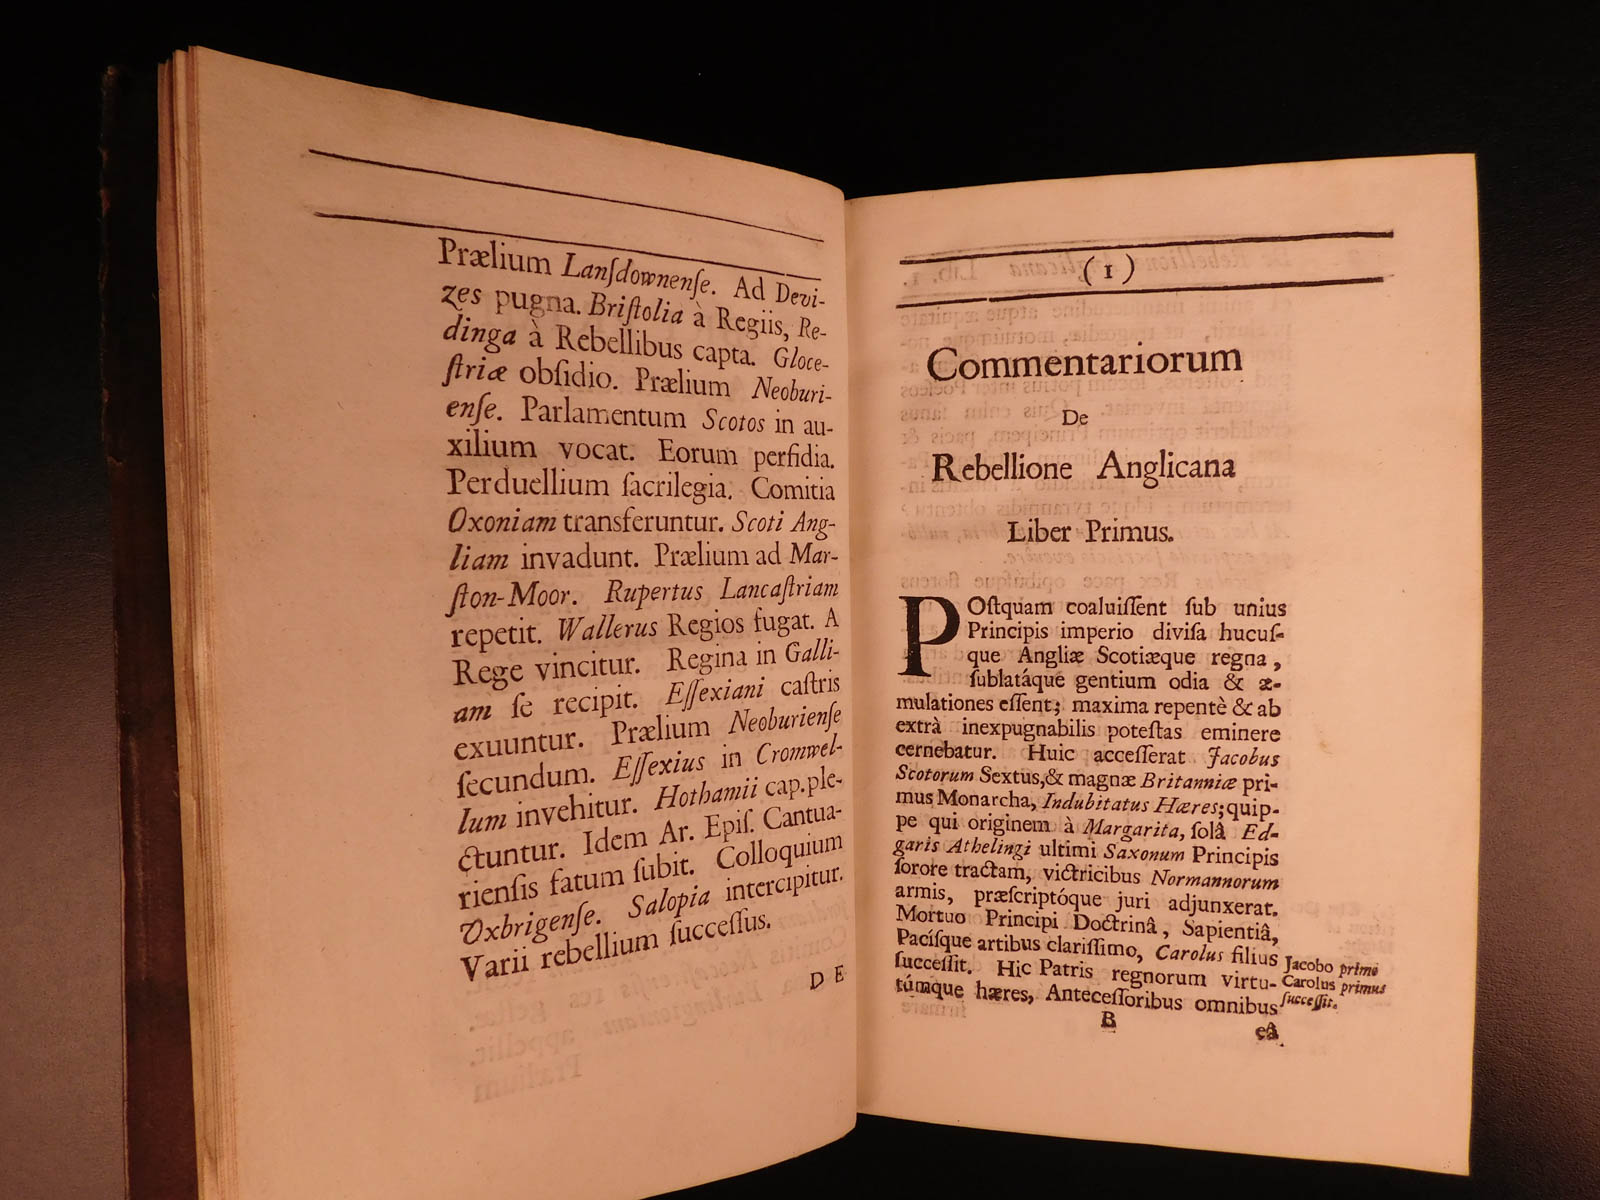 Prælium Lanſdownenſe. Ad Devi-
zes pugna. Briſtolia à Regiis, Re-
dinga à Rebellibus capta. Gloce-
ſtriæ obſidio. Prælium Neoburi-
enſe. Parlamentum Scotos in au-
xilium vocat. Eorum perfidia.
Perduellium ſacrilegia. Comitia
Oxoniam transferuntur. Scoti Ang-
liam invadunt. Prælium ad Mar-
ſton-Moor. Rupertus Lancaſtriam
repetit. Wallerus Regios fugat. A
Rege vincitur. Regina in Galli-
am ſe recipit. Eſſexiani caſtris
exuuntur. Prælium Neoburienſe
ſecundum. Eſſexius in Cromwel-
lum invehitur. Hothamii cap. ple-
ctuntur. Idem Ar. Epiſ. Cantua-
rienſis fatum ſubit. Colloquium
Vxbrigenſe. Salopia intercipitur.
Varii rebellium ſucceſſus.
DE
(1)
Commentariorum
De
Rebellione Anglicana
Liber Primus.
POſtquam coaluiſſent ſub unius
Principis imperio diviſa hucuſ-
que Angliæ Scotiæque regna,
ſublatáque gentium odia & æ-
mulationes eſſent; maxima repentè & ab
extrà inexpugnabilis poteſtas eminere
cernebatur. Huic acceſſerat Jacobus
Scotorum Sextus, & magnæ Britanniæ pri-
mus Monarcha, Indubitatus Hæres; quip-
pe qui originem à Margarita, ſolâ Ed-
garis Athelingi ultimi Saxonum Principis
ſorore tractam, victricibus Normannorum
armis, præſcriptóque juri adjunxerat.
Mortuo Principi Doctrinâ, Sapientiâ,
Paciſque artibus clariſſimo, Carolus filius
ſucceſſit. Hic Patris regnorum virtu-
túmque hæres, Anteceſſoribus omnibus
Jacobo primo
Carolus primus
ſucceſſit.
B
eâ